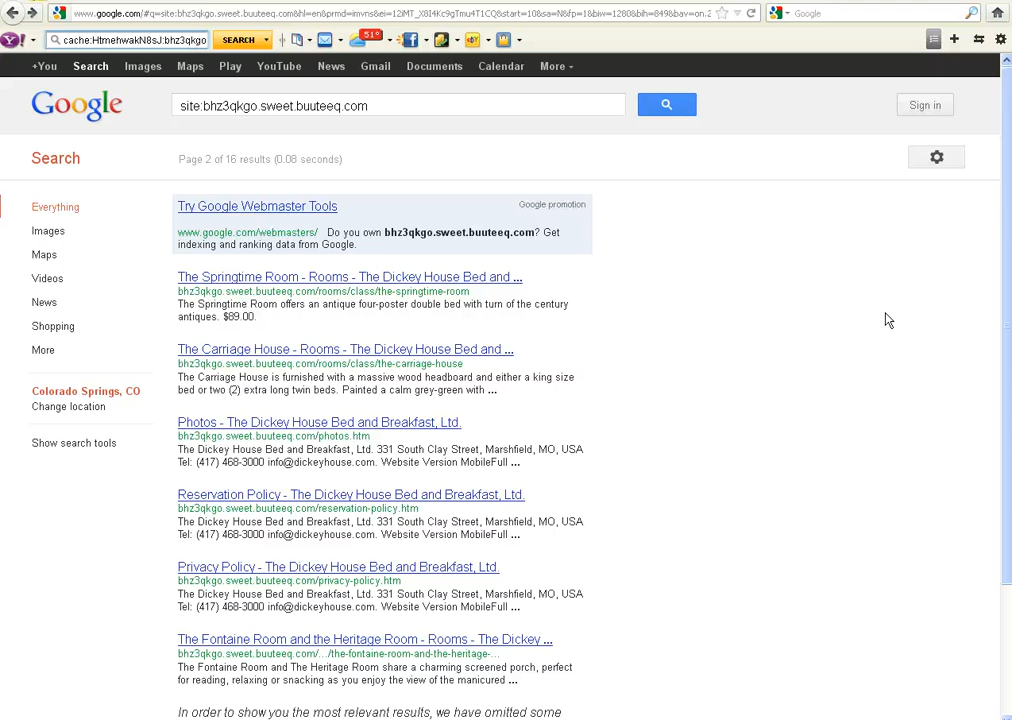 www.google.com/#q=site:bhz3qkgo.sweet.buuteeq.com&hl=en&prmd=imvns&ei=12iMT_X8I4Kc9gTmu4T1CQ&start=10&sa=N&fp=1&biw=1280&bih=849&bav=on.2
Google
cache:HtmehwakN8sJ:bhz3qkgo
SEARCH
51°
+You Search Images Maps Play YouTube News Gmail Documents Calendar More
Google
site:bhz3qkgo.sweet.buuteeq.com
Sign in
Search
Page 2 of 16 results (0.08 seconds)
Everything
Images
Maps
Videos
News
Shopping
More
Colorado Springs, CO
Change location
Show search tools
Try Google Webmaster Tools
Google promotion
www.google.com/webmasters/ Do you own bhz3qkgo.sweet.buuteeq.com? Get
indexing and ranking data from Google.
The Springtime Room - Rooms - The Dickey House Bed and ...
bhz3qkgo.sweet.buuteeq.com/rooms/class/the-springtime-room
The Springtime Room offers an antique four-poster double bed with turn of the century
antiques. $89.00.
The Carriage House - Rooms - The Dickey House Bed and ...
bhz3qkgo.sweet.buuteeq.com/rooms/class/the-carriage-house
The Carriage House is furnished with a massive wood headboard and either a king size
bed or two (2) extra long twin beds. Painted a calm grey-green with ...
Photos - The Dickey House Bed and Breakfast, Ltd.
bhz3qkgo.sweet.buuteeq.com/photos.htm
The Dickey House Bed and Breakfast, Ltd. 331 South Clay Street, Marshfield, MO, USA
Tel: (417) 468-3000 info@dickeyhouse.com. Website Version MobileFull ...
Reservation Policy - The Dickey House Bed and Breakfast, Ltd.
bhz3qkgo.sweet.buuteeq.com/reservation-policy.htm
The Dickey House Bed and Breakfast, Ltd. 331 South Clay Street, Marshfield, MO, USA
Tel: (417) 468-3000 info@dickeyhouse.com. Website Version MobileFull ...
Privacy Policy - The Dickey House Bed and Breakfast, Ltd.
bhz3qkgo.sweet.buuteeq.com/privacy-policy.htm
The Dickey House Bed and Breakfast, Ltd. 331 South Clay Street, Marshfield, MO, USA
Tel: (417) 468-3000 info@dickeyhouse.com. Website Version MobileFull ...
The Fontaine Room and the Heritage Room - Rooms - The Dickey ...
bhz3qkgo.sweet.buuteeq.com/.../the-fontaine-room-and-the-heritage-...
The Fontaine Room and The Heritage Room share a charming screened porch, perfect
for reading, relaxing or snacking as you enjoy the view of the manicured ...
In order to show you the most relevant results, we have omitted some